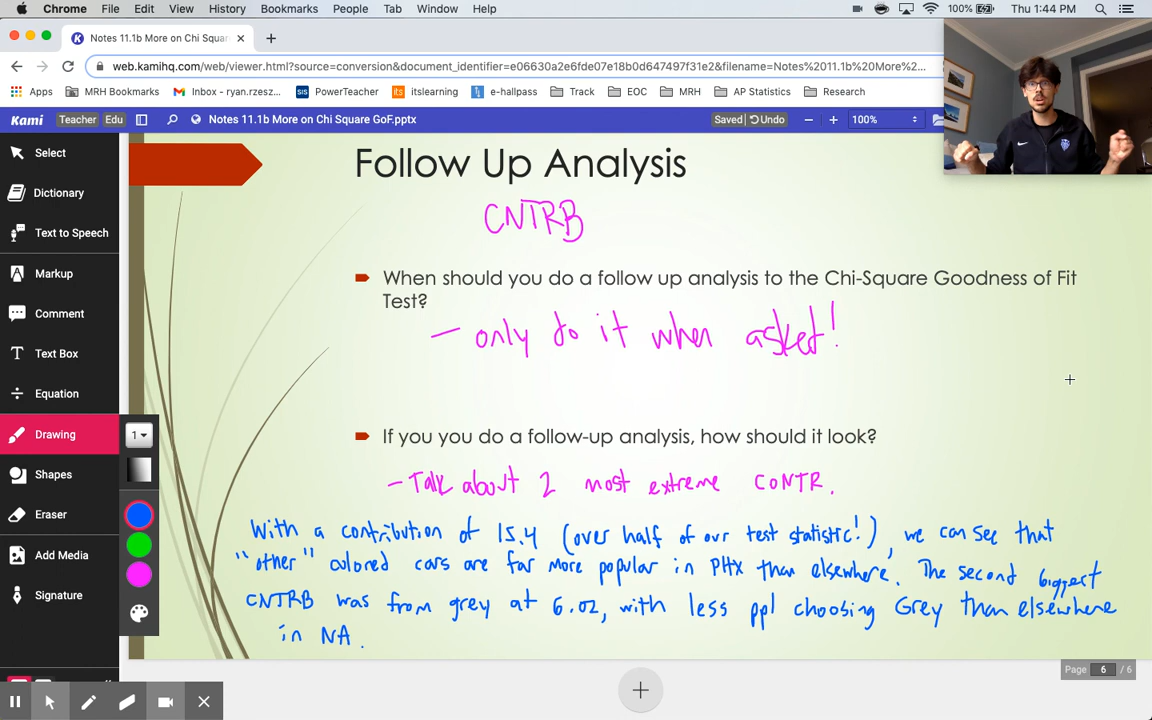 Chrome File Edit View History Bookmarks People Tab Window Help 100% Thu 1:44 PM
Notes 11.1b More on Chi Squar
web.kamihq.com/web/viewer.html?source=conversion&document_identifier=e06630a2e6fde07e18b0d647497f31e2&filename=Notes%2011.1b%20More%2...
Apps MRH Bookmarks Inbox - ryan.rzesz... SIS PowerTeacher its itslearning e-hallpass Track EOC MRH AP Statistics Research
Kami Teacher Edu Notes 11.1b More on Chi Square GoF.pptx Saved Undo 100%
Select
Dictionary
Text to Speech
Markup
Comment
Text Box
Equation
Drawing
Shapes
Eraser
Add Media
Signature
1
Follow Up Analysis
CNTRB
When should you do a follow up analysis to the Chi-Square Goodness of Fit
Test?
- only do it when asked!
If you you do a follow-up analysis, how should it look?
- Talk about 2 most extreme CONTR.
With a contribution of 15.4 (over half of our test statistic!), we can see that
"other" colored cars are far more popular in PHX than elsewhere. The second biggest
CNTRB was from grey at 6.02, with less ppl choosing Grey than elsewhere
in NA.
Page 6 / 6